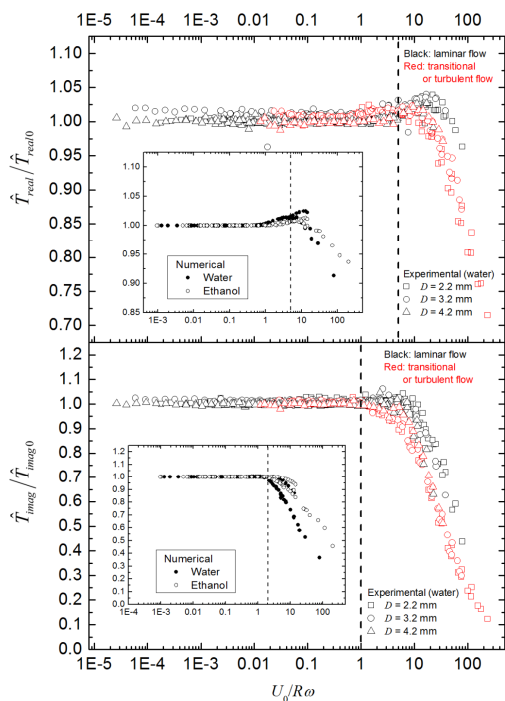 1E-5 1E-4 1E-3 0.01 0.1 1 10 100
Black: laminar flow
Red: transitional
or turbulent flow
1.10
1.05
1.00
0.95
0.90
0.85
0.80
0.75
0.70
T̂real/T̂real0
1.10
1.05
1.00
0.95
0.90
0.85
Numerical
Water
Ethanol
1E-3 0.01 0.1 1 10 100
Experimental (water)
D = 2.2 mm
D = 3.2 mm
D = 4.2 mm
Black: laminar flow
Red: transitional
or turbulent flow
1.2
1.1
1.0
0.9
0.8
0.7
0.6
0.5
0.4
0.3
0.2
0.1
0.0
T̂imag/T̂imag0
1.2
1.1
1.0
0.9
0.8
0.7
0.6
0.5
0.4
0.3
0.2
0.1
0.0
Numerical
Water
Ethanol
1E-3 0.01 0.1 1 10 100
Experimental (water)
D = 2.2 mm
D = 3.2 mm
D = 4.2 mm
1E-5 1E-4 1E-3 0.01 0.1 1 10 100
U0/Rω